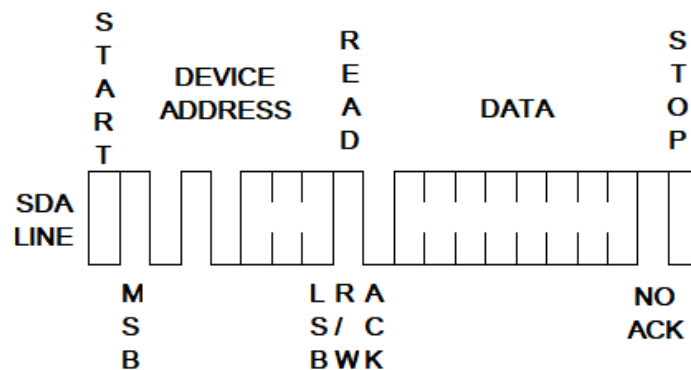 START
DEVICE
ADDRESS
READ
DATA
STOP
SDA
LINE
MSB
LSB
R/W
ACK
NO
ACK